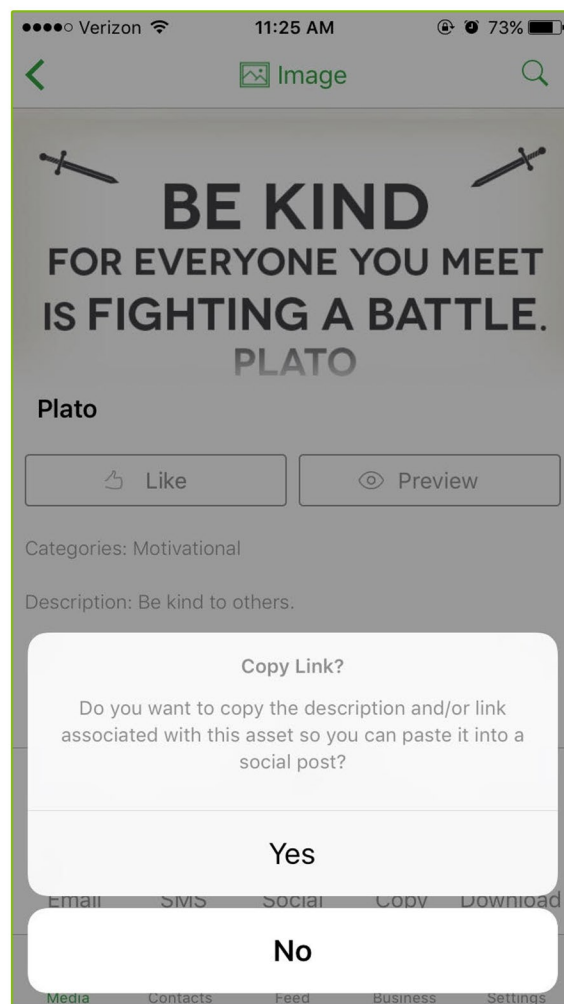 Verizon 11:25 AM 73%
Image
BE KIND
FOR EVERYONE YOU MEET
IS FIGHTING A BATTLE.
PLATO
Plato
Like Preview
Categories: Motivational
Description: Be kind to others.
Copy Link?
Do you want to copy the description and/or link
associated with this asset so you can paste it into a
social post?
Yes
Email SMS Social Copy Download
No
Media Contacts Feed Business Settings